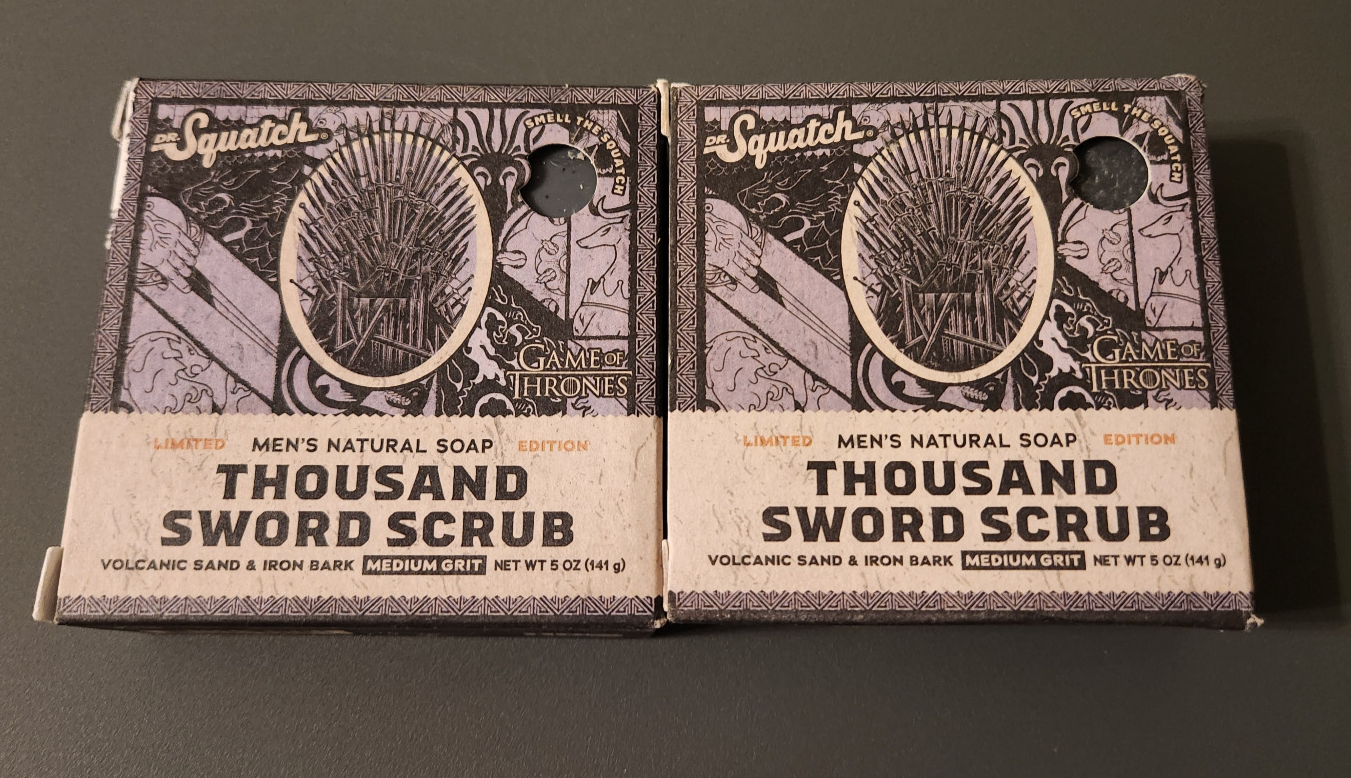 DR. Squatch®
SMELL THE SQUATCH
GAME OF
THRONES
LIMITED MEN'S NATURAL SOAP EDITION
THOUSAND
SWORD SCRUB
VOLCANIC SAND & IRON BARK MEDIUM GRIT NET WT 5 OZ (141 g)
DR. Squatch®
SMELL THE SQUATCH
GAME OF
THRONES
LIMITED MEN'S NATURAL SOAP EDITION
THOUSAND
SWORD SCRUB
VOLCANIC SAND & IRON BARK MEDIUM GRIT NET WT 5 OZ (141 g)